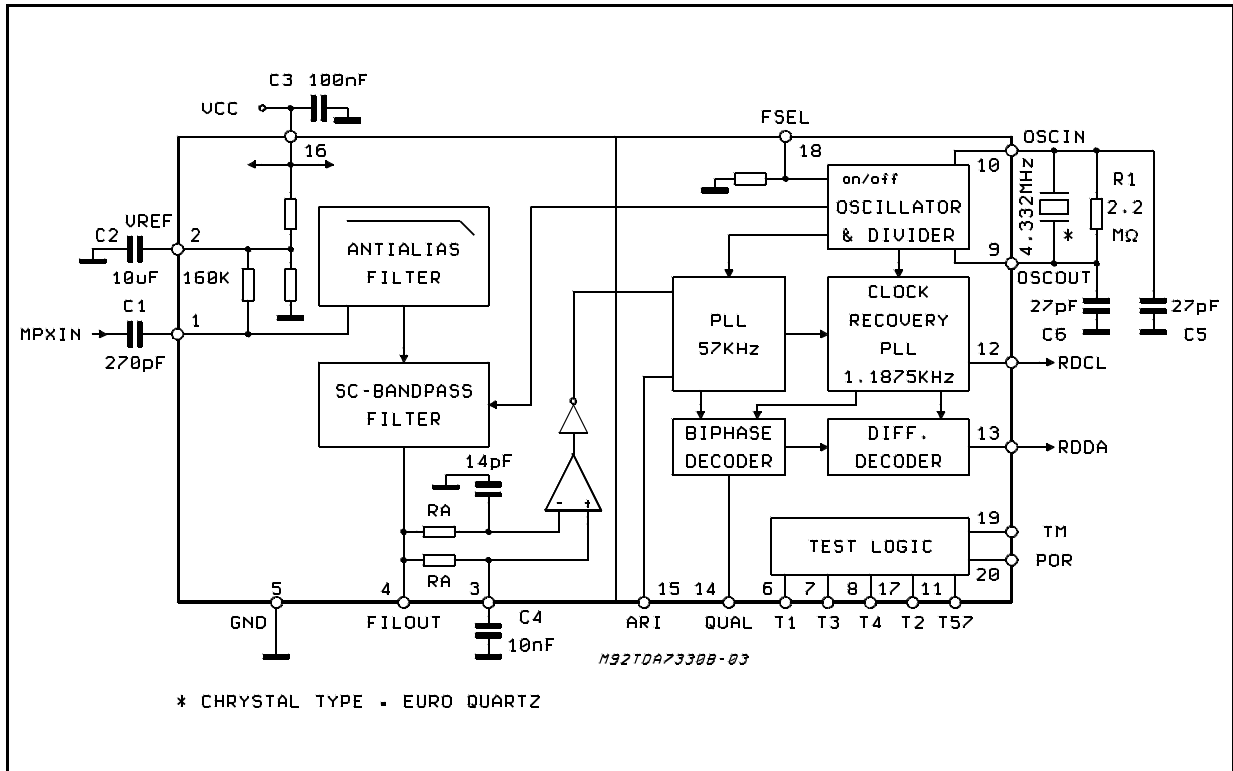 C3 100nF
VCC
16
FSEL
18
OSCIN
10
on/off
OSCILLATOR
& DIVIDER
4.332MHz
*
R1
2.2
MΩ
9
OSCOUT
VREF
C2
2
10uF
160K
ANTIALIAS
FILTER
C1
MPXIN
1
270pF
PLL
57KHz
CLOCK
RECOVERY
PLL
1.1875KHz
27pF
C6
27pF
C5
12
RDCL
SC-BANDPASS
FILTER
BIPHASE
DECODER
DIFF.
DECODER
13
RDDA
14pF
RA
- +
RA
TEST LOGIC
19
TM
POR
20
5
4
3
15
14
6
7
8
17
11
GND
FILOUT
C4
10nF
ARI
QUAL
T1
T3
T4
T2
T57
M92TDA7330B-03
* CHRYSTAL TYPE = EURO QUARTZ